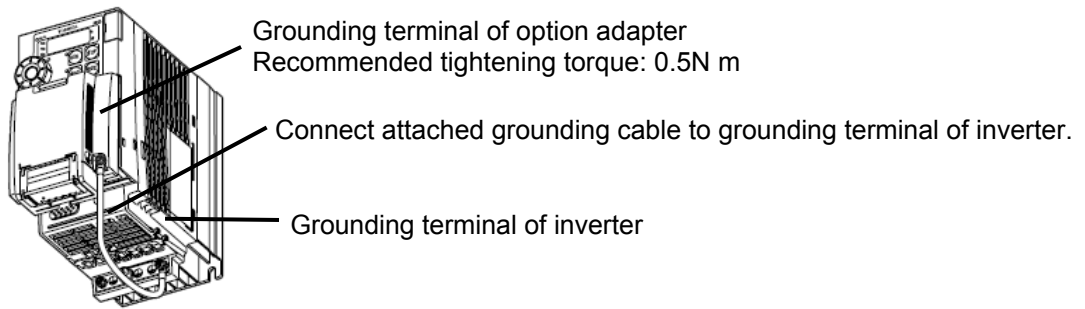 Grounding terminal of option adapter
Recommended tightening torque: 0.5N m
Connect attached grounding cable to grounding terminal of inverter.
Grounding terminal of inverter